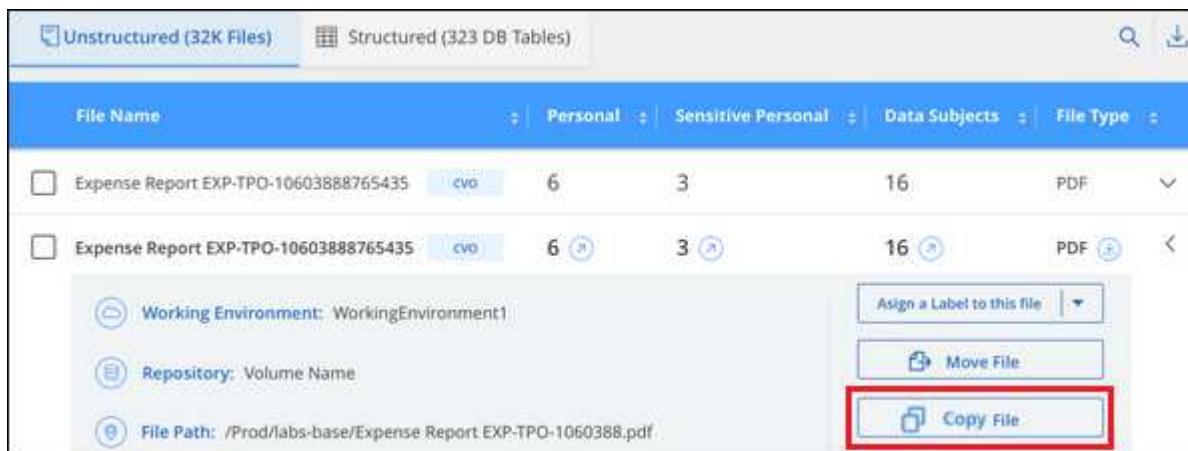 Unstructured (32K Files) Structured (323 DB Tables)
File Name Personal Sensitive Personal Data Subjects File Type
Expense Report EXP-TPO-10603888765435 CVO 6 3 16 PDF
Expense Report EXP-TPO-10603888765435 CVO 6 3 16 PDF
Working Environment: WorkingEnvironment1 Asign a Label to this file
Repository: Volume Name Move File
File Path: /Prod/labs-base/Expense Report EXP-TPO-1060388.pdf Copy File